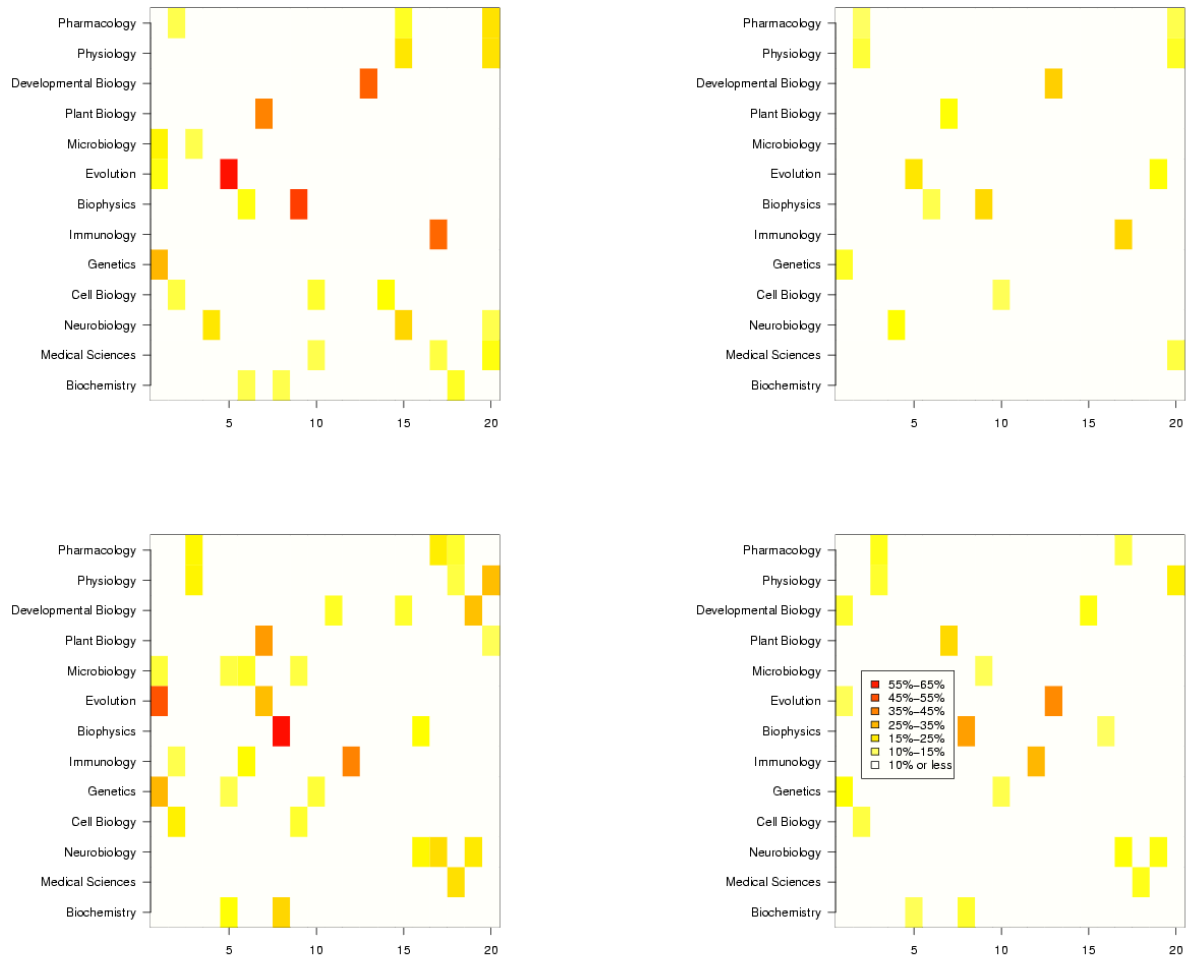 Pharmacology
Physiology
Developmental Biology
Plant Biology
Microbiology
Evolution
Biophysics
Immunology
Genetics
Cell Biology
Neurobiology
Medical Sciences
Biochemistry
5 10 15 20
Pharmacology
Physiology
Developmental Biology
Plant Biology
Microbiology
Evolution
Biophysics
Immunology
Genetics
Cell Biology
Neurobiology
Medical Sciences
Biochemistry
5 10 15 20
Pharmacology
Physiology
Developmental Biology
Plant Biology
Microbiology
Evolution
Biophysics
Immunology
Genetics
Cell Biology
Neurobiology
Medical Sciences
Biochemistry
5 10 15 20
Pharmacology
Physiology
Developmental Biology
Plant Biology
Microbiology
Evolution
Biophysics
Immunology
Genetics
Cell Biology
Neurobiology
Medical Sciences
Biochemistry
55%−65%
45%−55%
35%−45%
25%−35%
15%−25%
10%−15%
10% or less
5 10 15 20